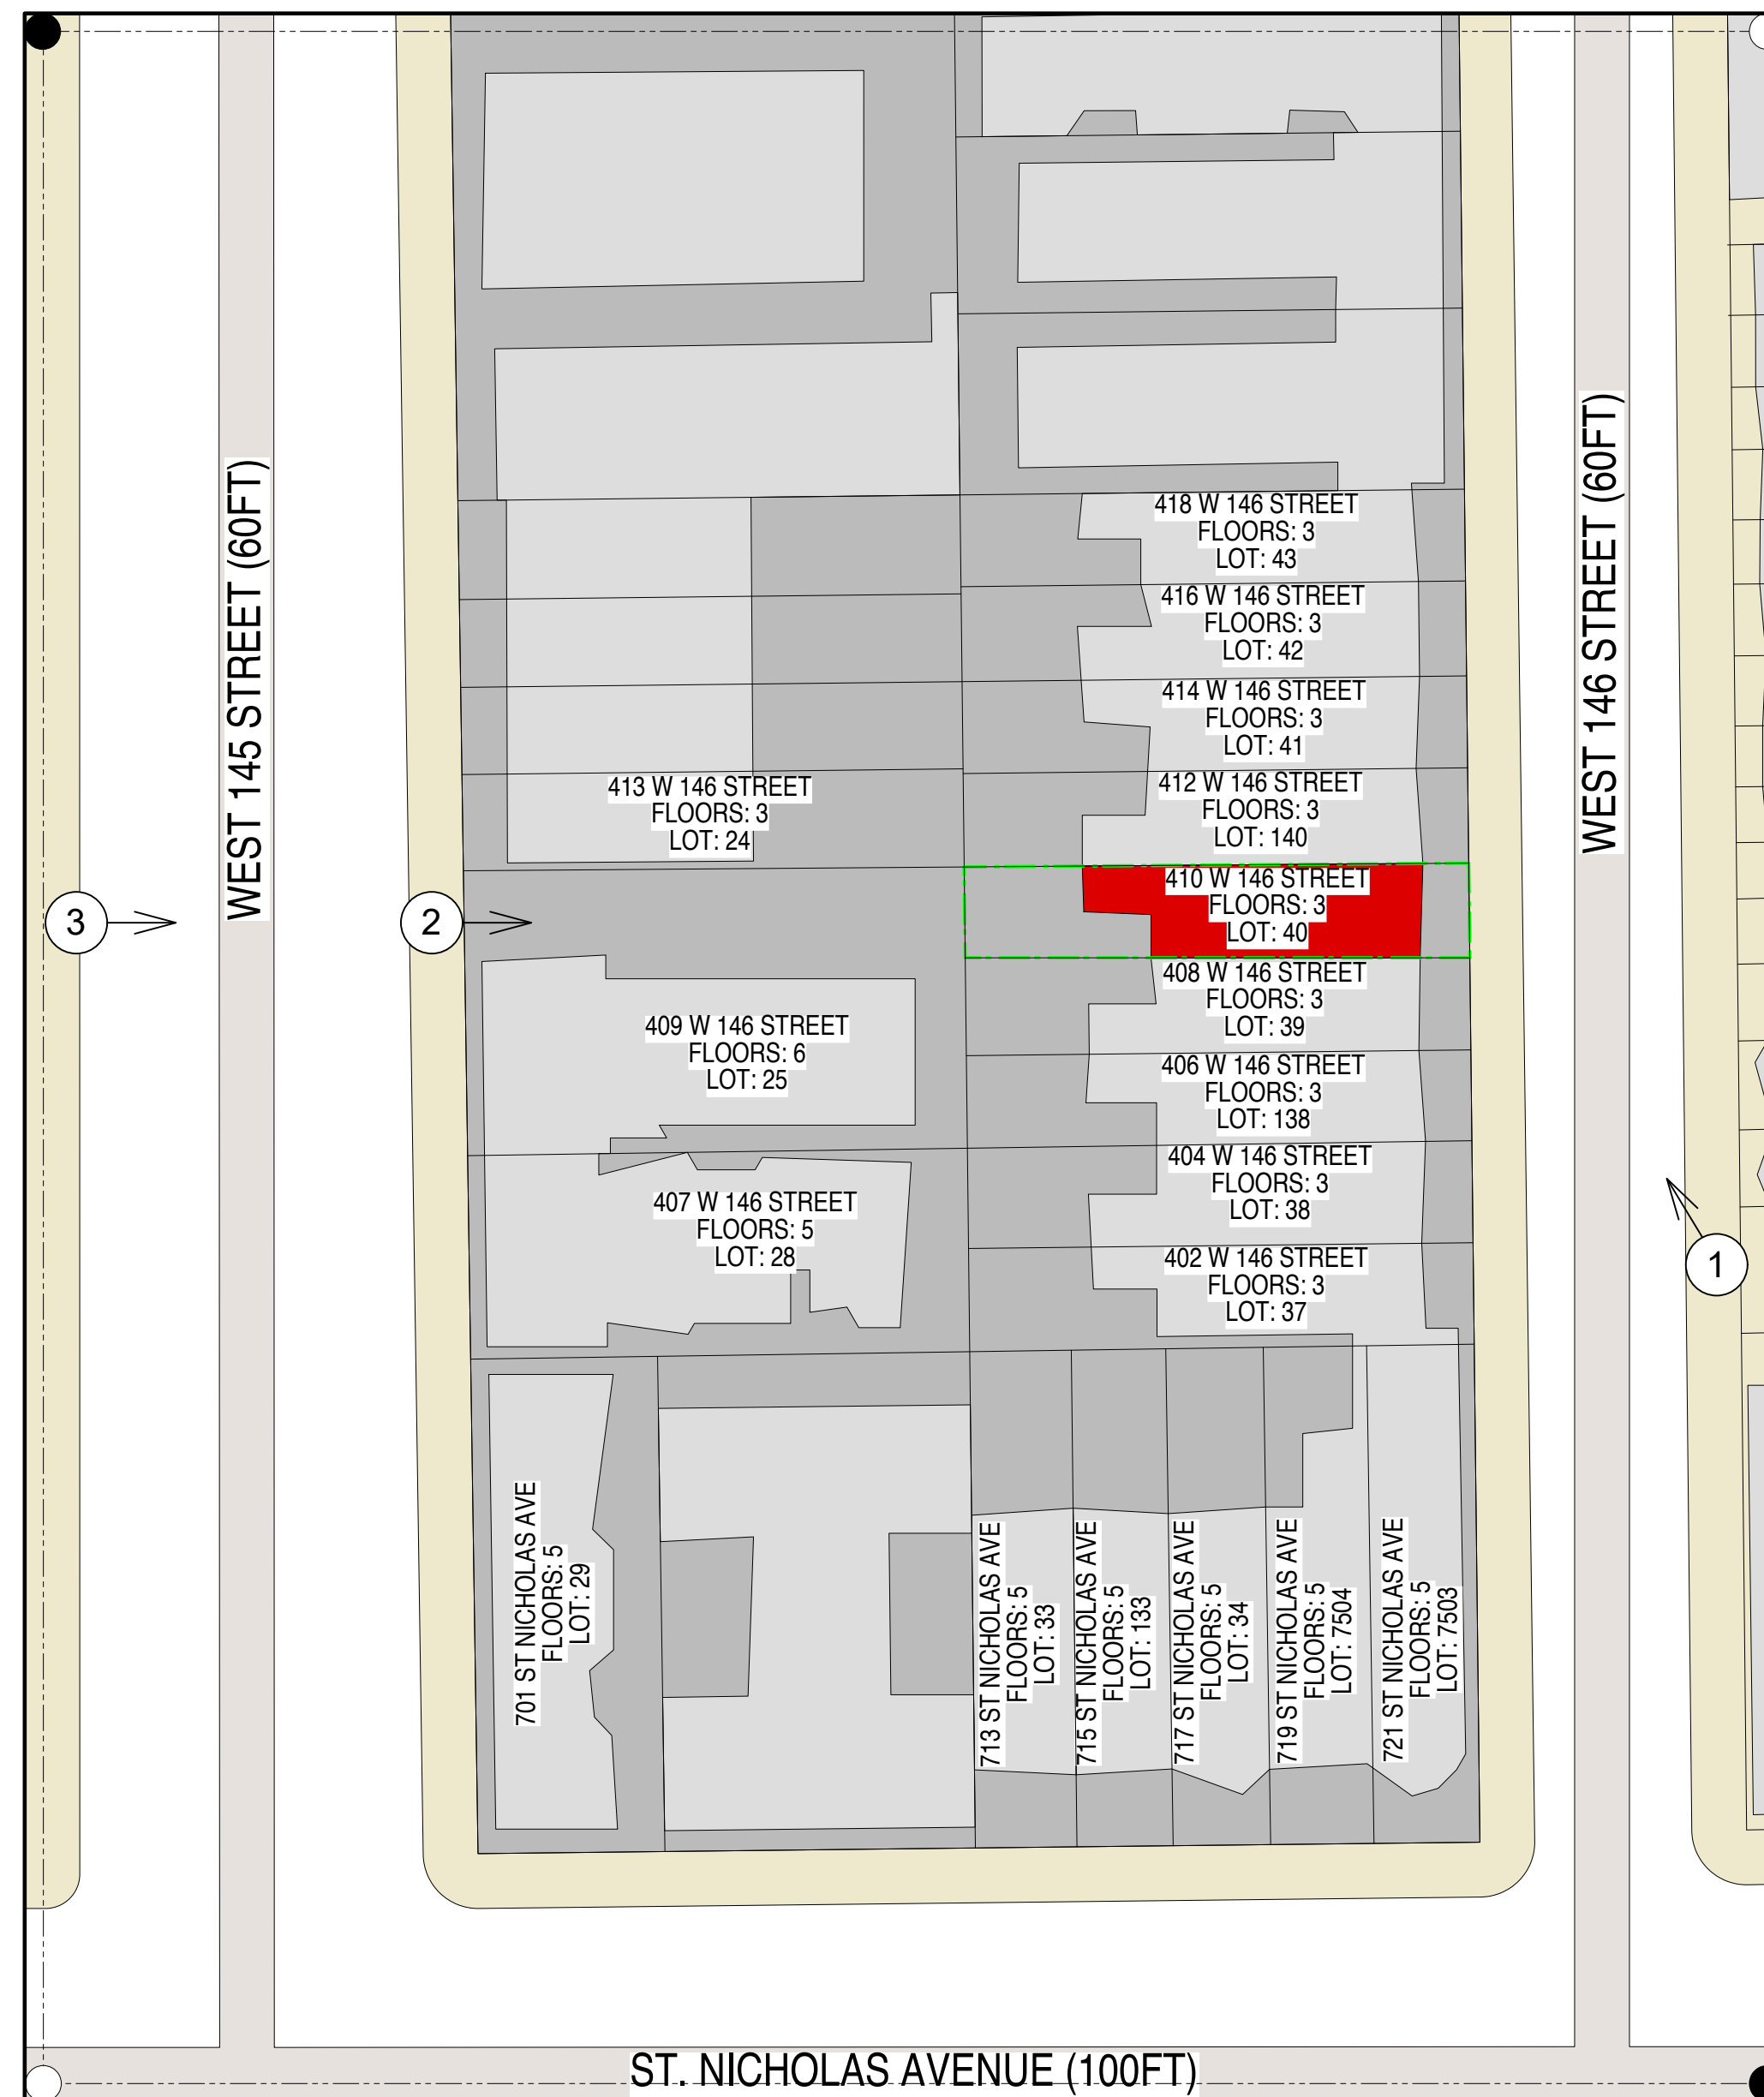 418 W 146 STREET
FLOORS: 3
LOT: 43
416 W 146 STREET
FLOORS: 3
LOT: 42
414 W 146 STREET
FLOORS: 3
LOT: 41
412 W 146 STREET
FLOORS: 3
LOT: 140
413 W 146 STREET
FLOORS: 3
LOT: 24
410 W 146 STREET
FLOORS: 3
LOT: 40
3
2
WEST 145 STREET (60FT)
WEST 146 STREET (60FT)
408 W 146 STREET
FLOORS: 3
LOT: 39
409 W 146 STREET
FLOORS: 6
LOT: 25
406 W 146 STREET
FLOORS: 3
LOT: 138
404 W 146 STREET
FLOORS: 3
LOT: 38
407 W 146 STREET
FLOORS: 5
LOT: 28
402 W 146 STREET
FLOORS: 3
LOT: 37
1
701 ST NICHOLAS AVE
FLOORS: 5
LOT: 29
713 ST NICHOLAS AVE
FLOORS: 5
LOT: 33
715 ST NICHOLAS AVE
FLOORS: 5
LOT: 133
717 ST NICHOLAS AVE
FLOORS: 5
LOT: 34
719 ST NICHOLAS AVE
FLOORS: 5
LOT: 7504
721 ST NICHOLAS AVE
FLOORS: 5
LOT: 7503
ST. NICHOLAS AVENUE (100FT)